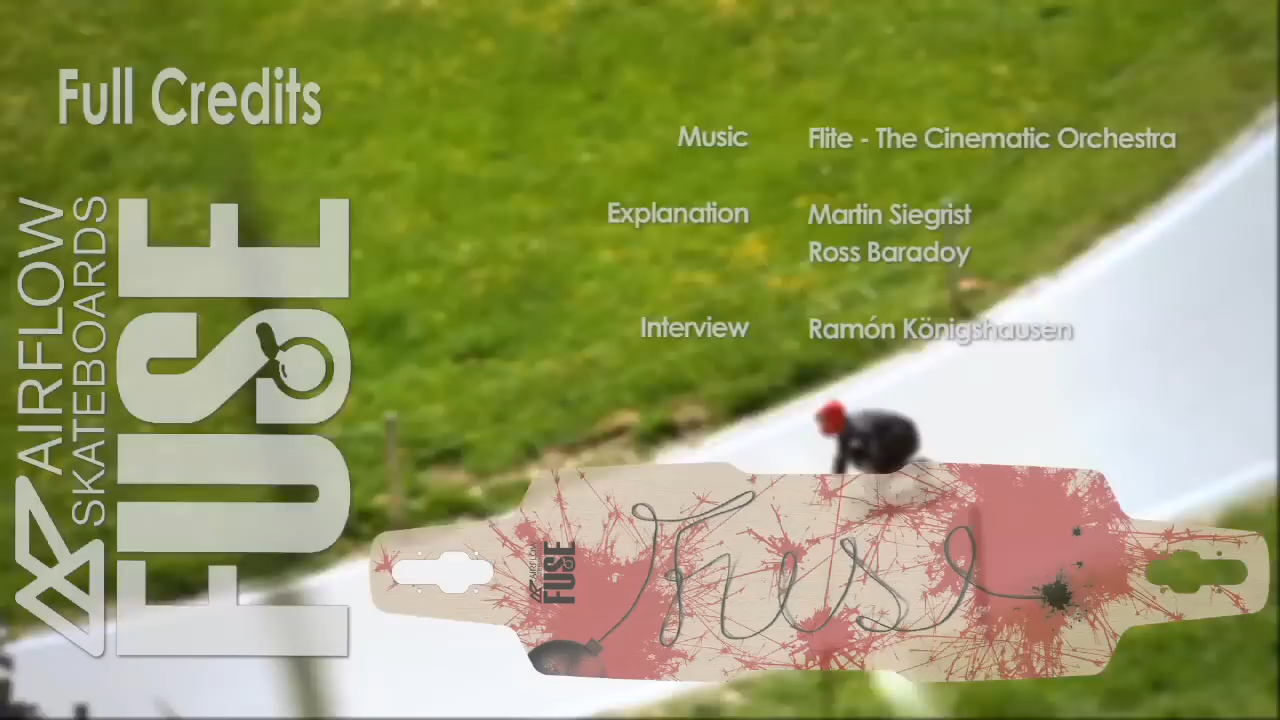 Full Credits
Music Flite - The Cinematic Orchestra
Explanation Martin Siegrist
Ross Baradoy
Interview Ramón Königshausen
AIRFLOW
SKATEBOARDS
FUSE
FUSE
Fuse